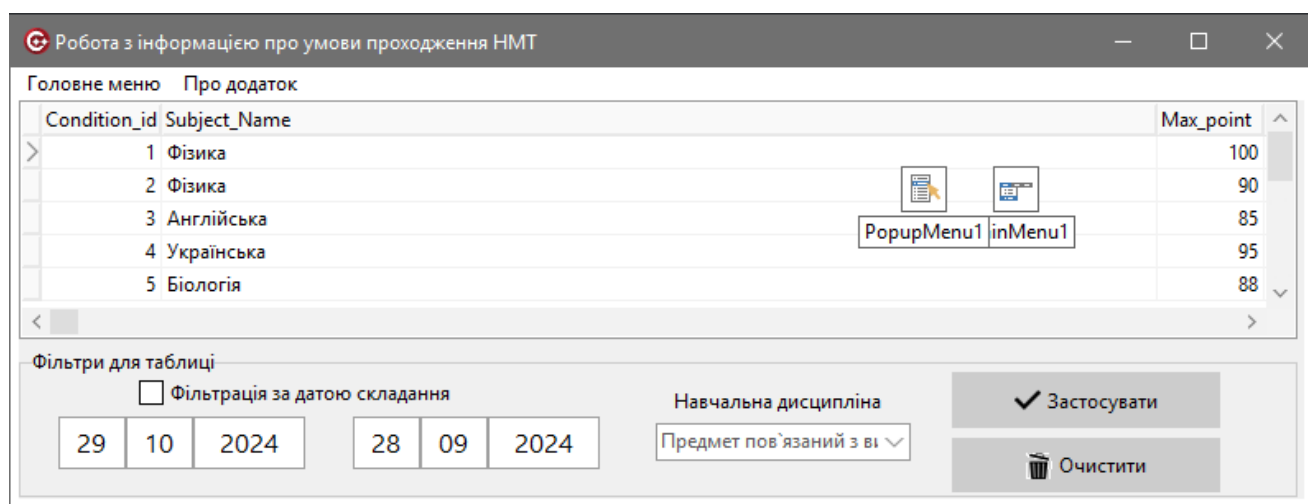 Робота з інформацією про умови проходження НМТ
Головне меню Про додаток
Condition_id Subject_Name Max_point
1 Фізика 100
2 Фізика 90
3 Англійська 85
4 Українська 95
5 Біологія 88
PopupMenu1 inMenu1
Фільтри для таблиці
Фільтрація за датою складання
Навчальна дисципліна
Застосувати
29 10 2024 28 09 2024
Предмет пов`язаний з ви
Очистити